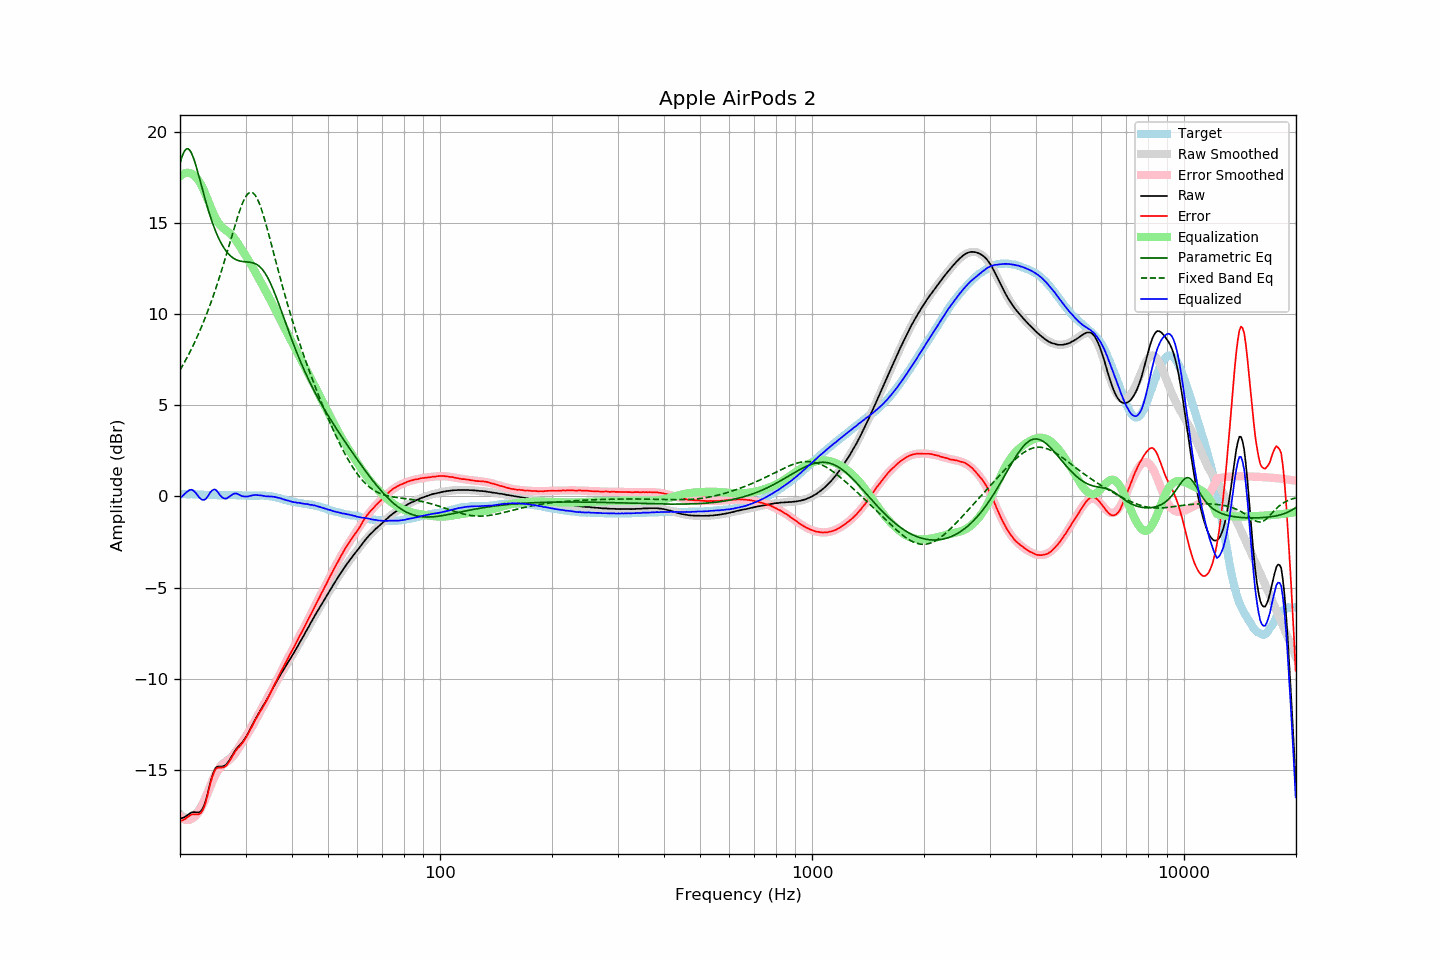 Apple AirPods 2
20
15
10
5
0
−5
−10
−15
Amplitude (dBr)
100
1000
10000
Frequency (Hz)
Target
Raw Smoothed
Error Smoothed
Raw
Error
Equalization
Parametric Eq
Fixed Band Eq
Equalized